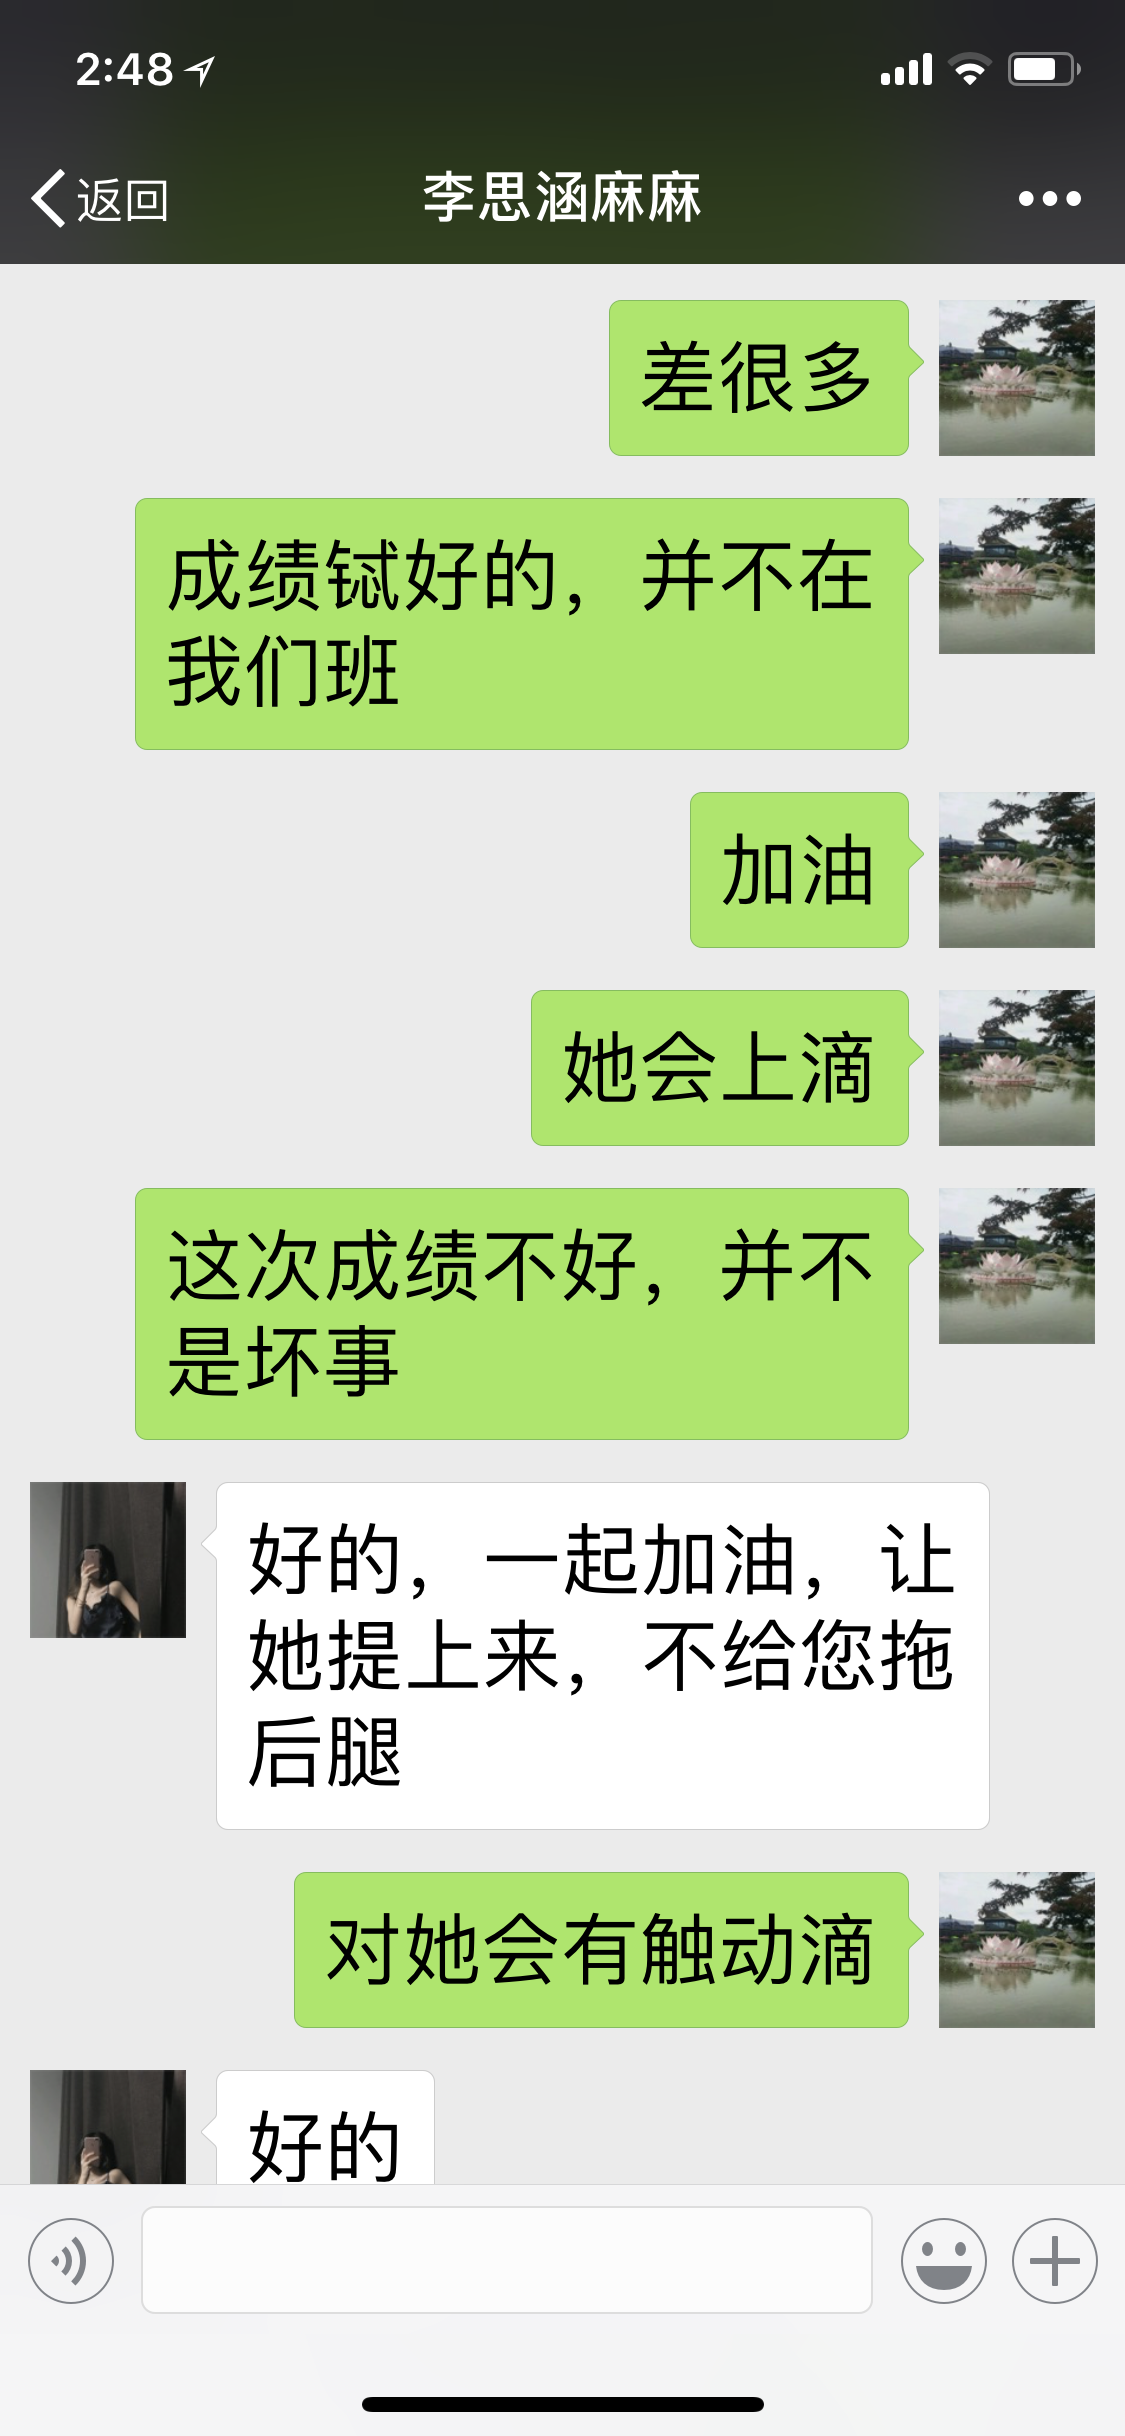 2:48
返回
李思涵麻麻
差很多
成绩铽好的，并不在
我们班
加油
她会上滴
这次成绩不好，并不
是坏事
好的，一起加油，让
她提上来，不给您拖
后腿
对她会有触动滴
好的